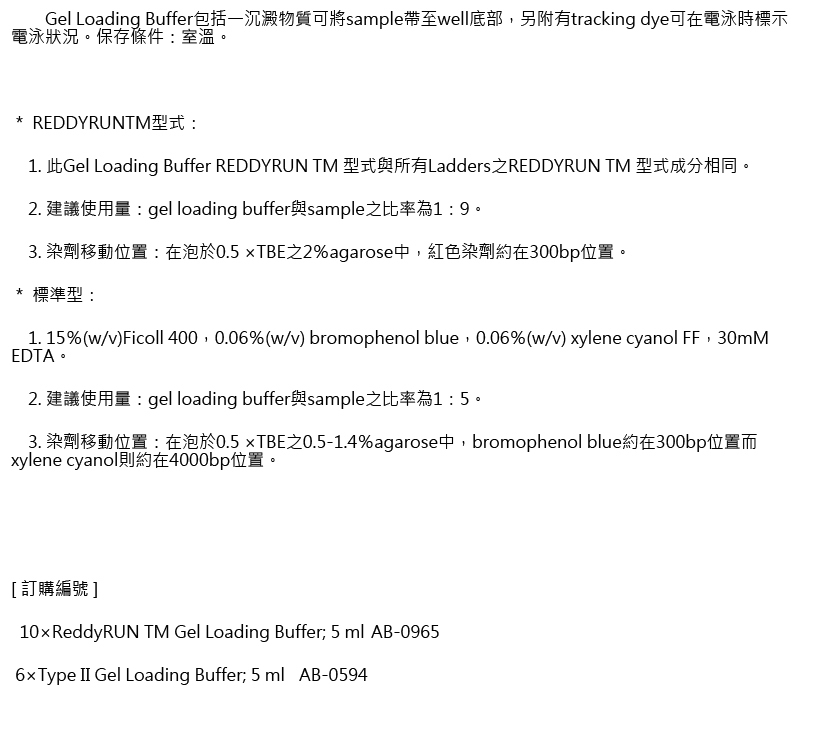 Gel Loading Buffer包括一沉澱物質可將sample帶至well底部，另附有tracking dye可在電泳時標示
電泳狀況。保存條件：室溫。
* REDDYRUNTM型式：
1. 此Gel Loading Buffer REDDYRUN TM 型式與所有Ladders之REDDYRUN TM 型式成分相同。
2. 建議使用量：gel loading buffer與sample之比率為1：9。
3. 染劑移動位置：在泡於0.5 ×TBE之2%agarose中，紅色染劑約在300bp位置。
* 標準型：
1. 15%(w/v)Ficoll 400，0.06%(w/v) bromophenol blue，0.06%(w/v) xylene cyanol FF，30mM
EDTA。
2. 建議使用量：gel loading buffer與sample之比率為1：5。
3. 染劑移動位置：在泡於0.5 ×TBE之0.5-1.4%agarose中，bromophenol blue約在300bp位置而
xylene cyanol則約在4000bp位置。
[ 訂購編號 ]
10×ReddyRUN TM Gel Loading Buffer; 5 ml AB-0965
6×Type II Gel Loading Buffer; 5 ml AB-0594